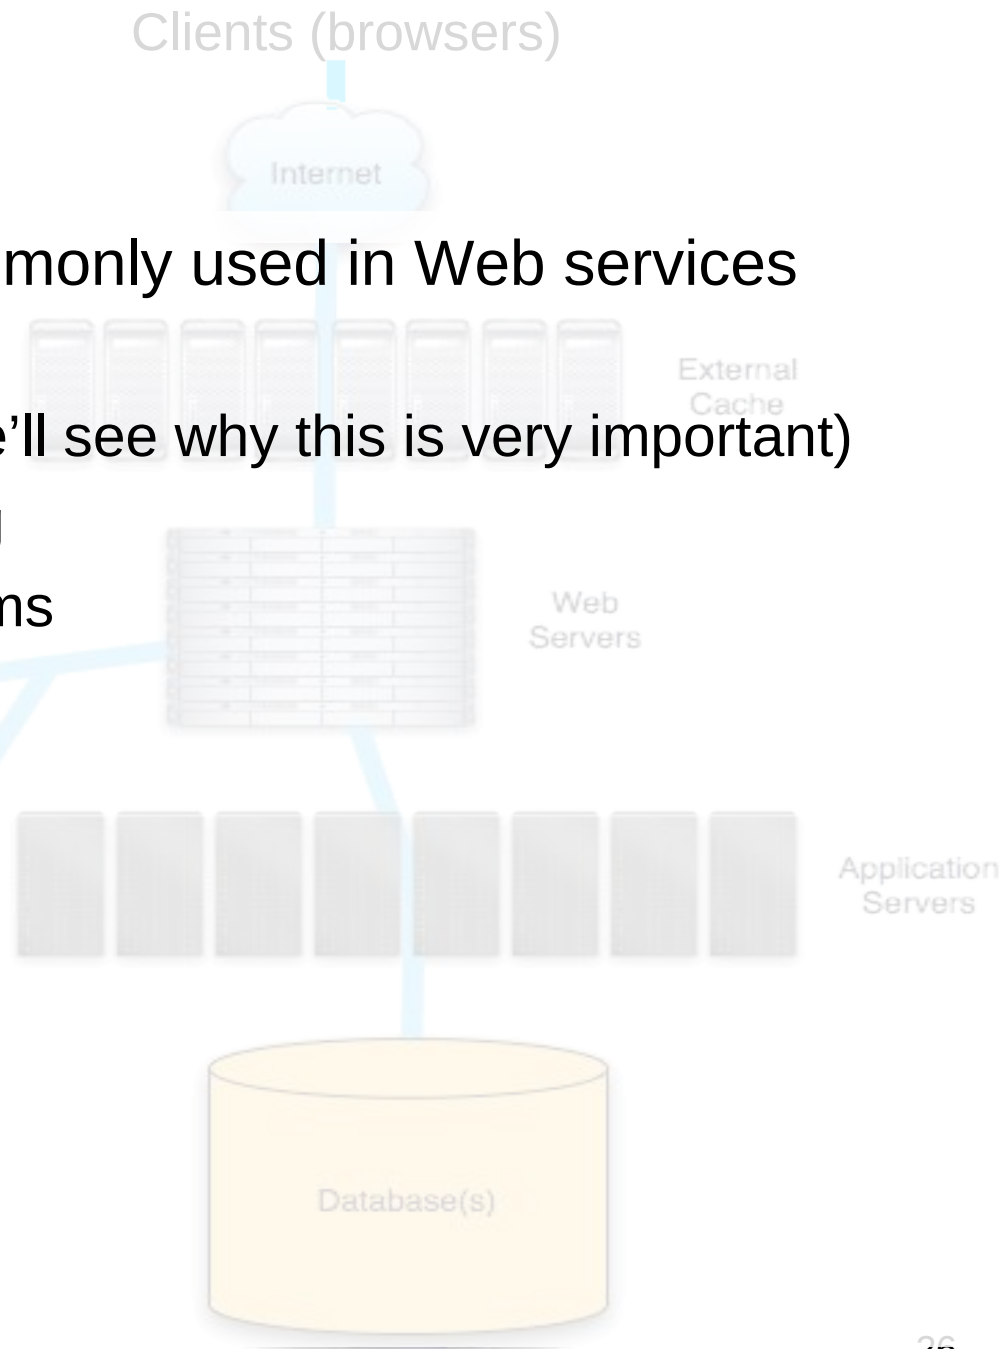 Clients (browsers)
Internet
monly used in Web services
External
Cache
e’ll see why this is very important)
g
ms
Web
Servers
Application
Servers
Database(s)